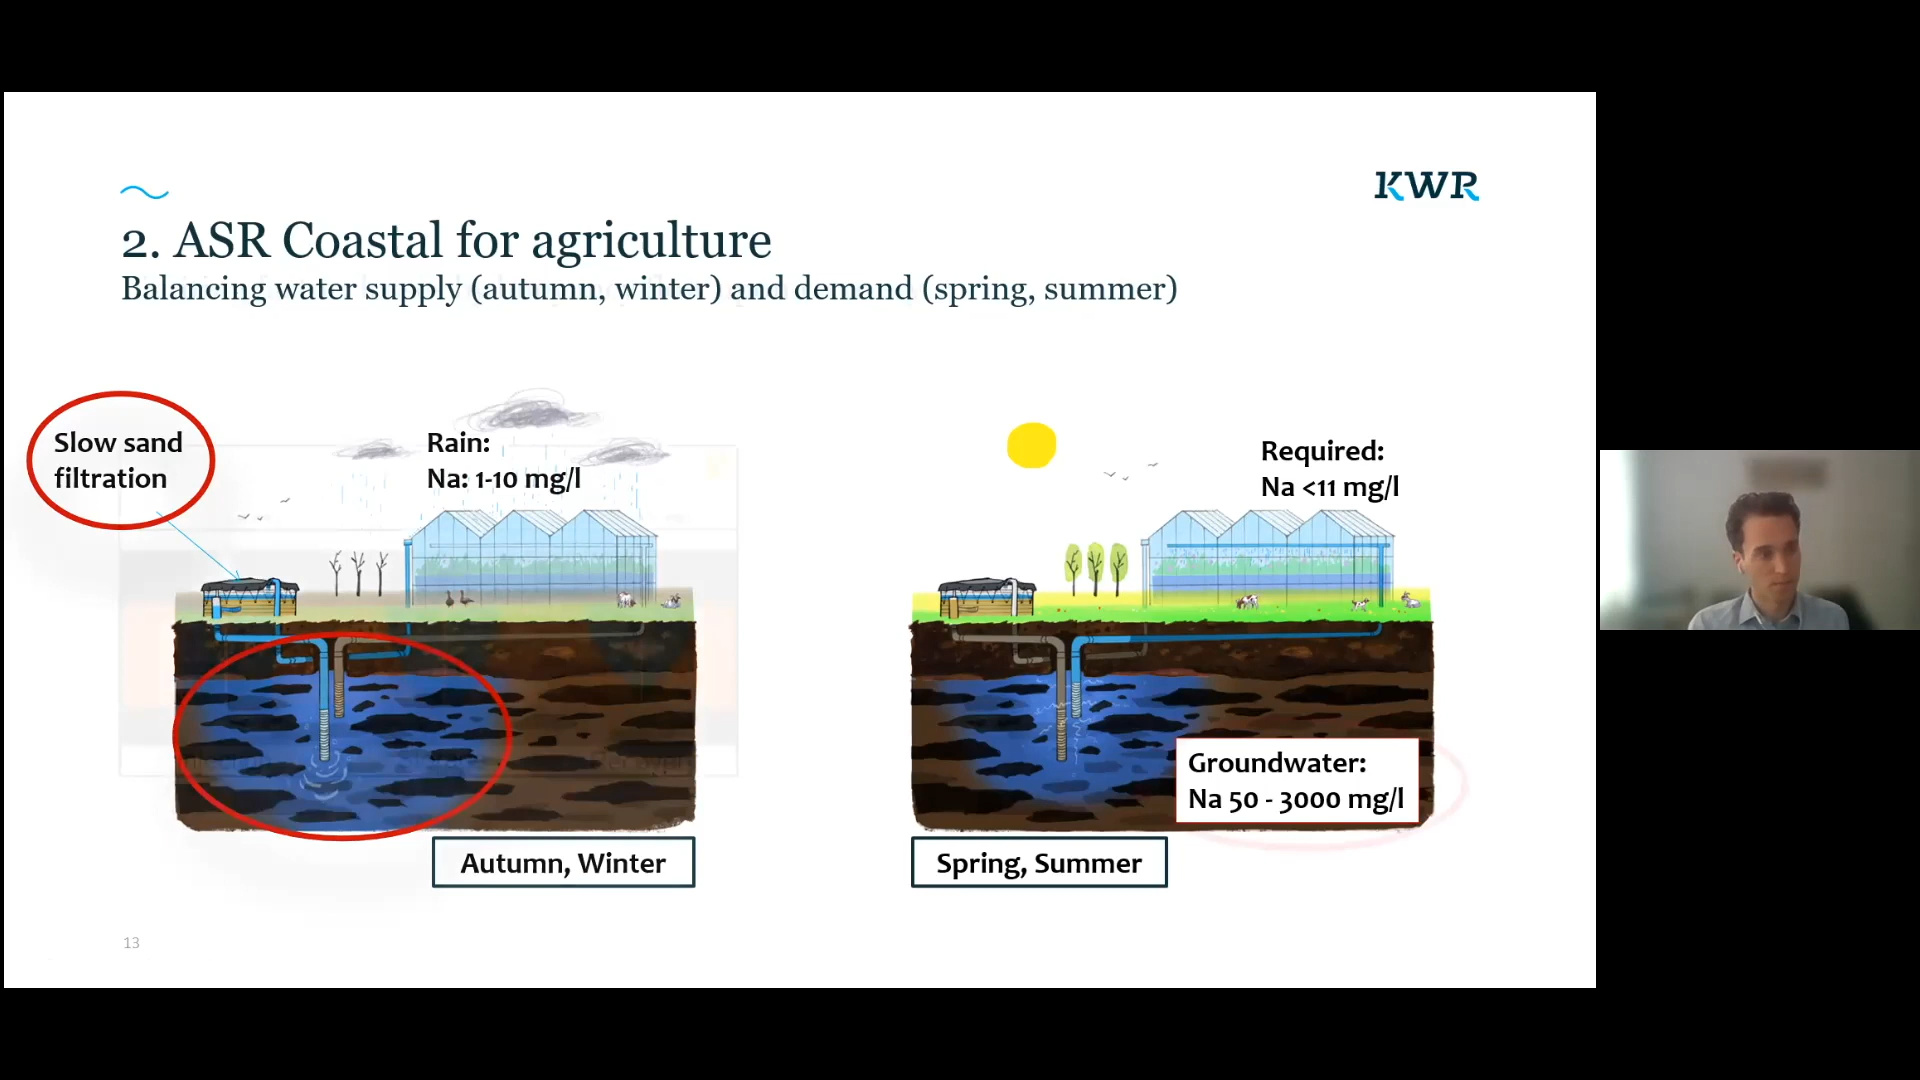 KWR
2. ASR Coastal for agriculture
Balancing water supply (autumn, winter) and demand (spring, summer)
Slow sand
filtration
Rain:
Na: 1-10 mg/l
Required:
Na <11 mg/l
Groundwater:
Na 50 - 3000 mg/l
Autumn, Winter
Spring, Summer
13